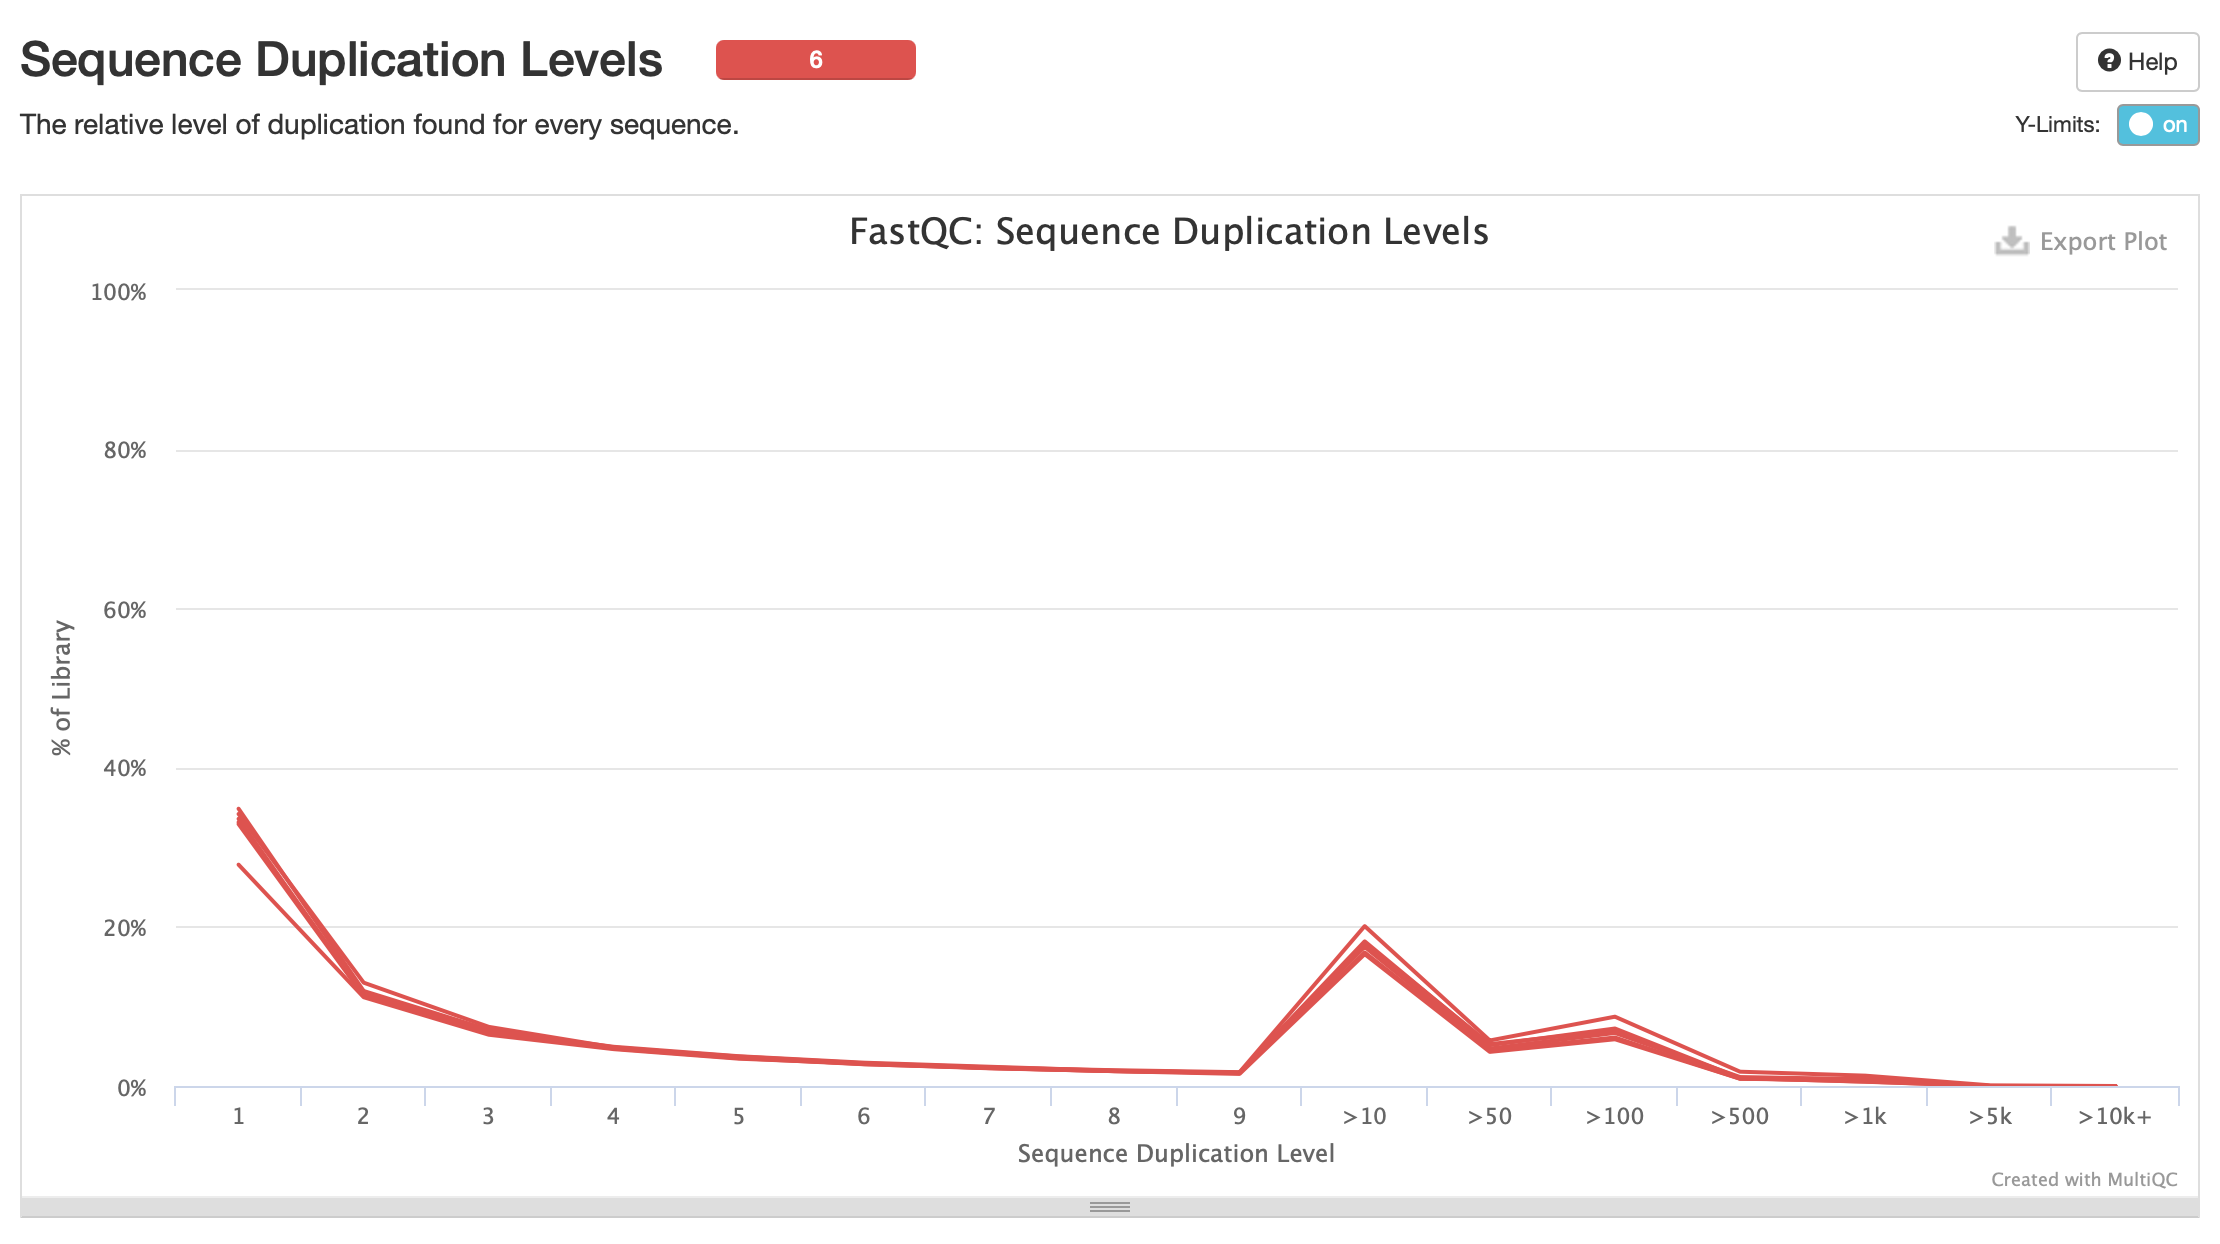 Sequence Duplication Levels
6
Help
The relative level of duplication found for every sequence.
Y-Limits: on
FastQC: Sequence Duplication Levels
Export Plot
100%
80%
60%
40%
20%
0%
% of Library
1 2 3 4 5 6 7 8 9 >10 >50 >100 >500 >1k >5k >10k+
Sequence Duplication Level
Created with MultiQC